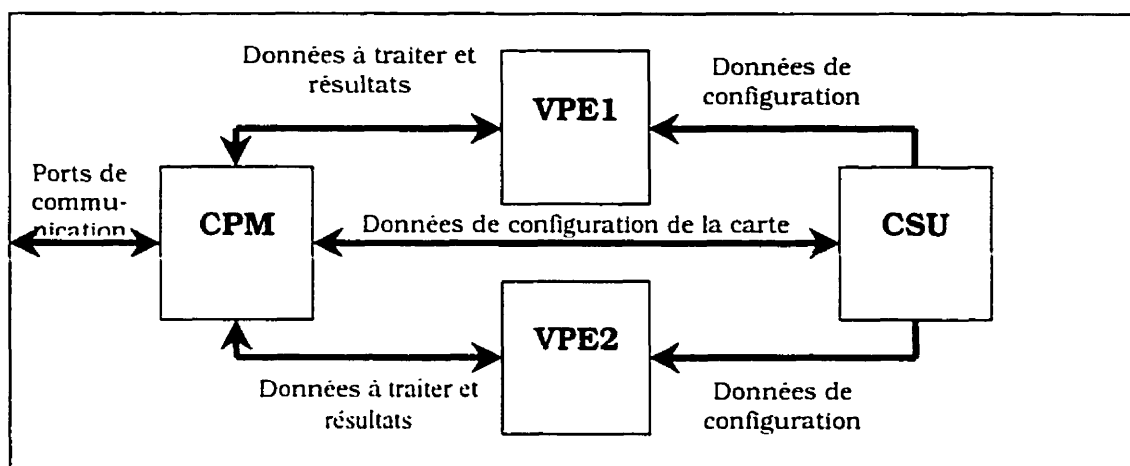 Données à traiter et
résultats
VPE1
Données de
configuration
Ports de
commu-
nication
CPM
Données de configuration de la carte
CSU
VPE2
Données à traiter et
résultats
Données de
configuration